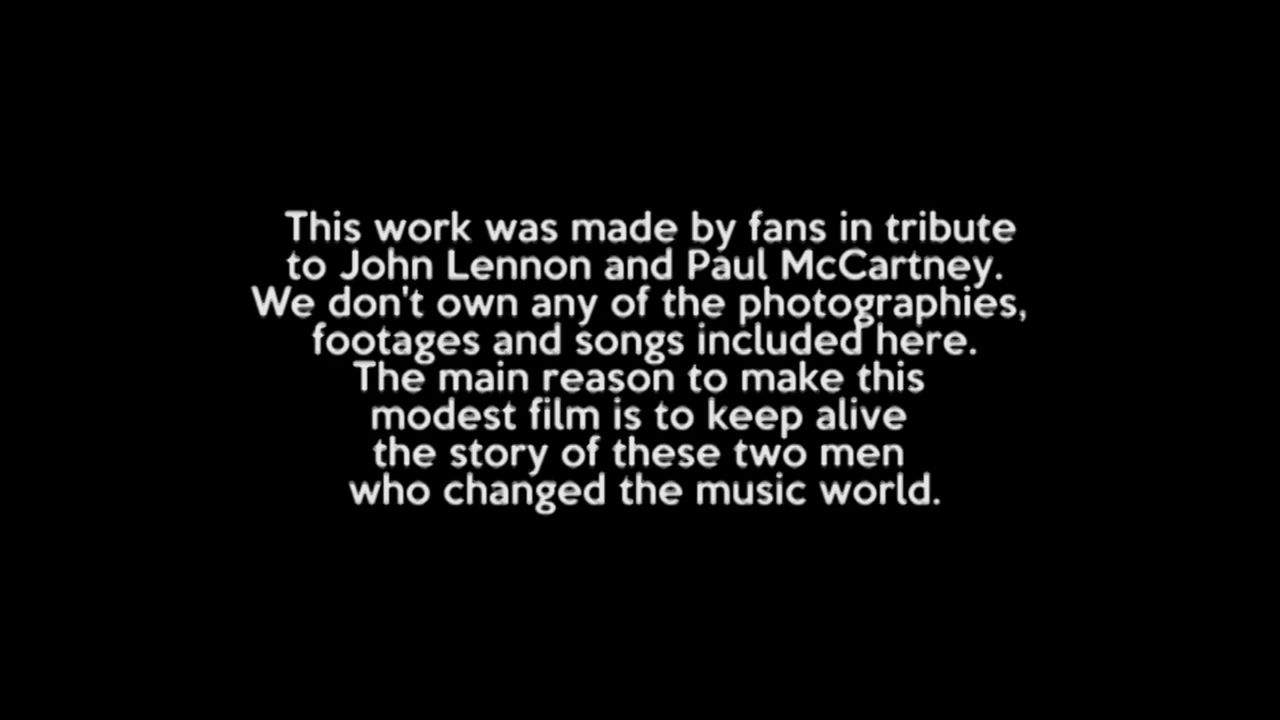 This work was made by fans in tribute
to John Lennon and Paul McCartney.
We don't own any of the photographies,
footages and songs included here.
The main reason to make this
modest film is to keep alive
the story of these two men
who changed the music world.